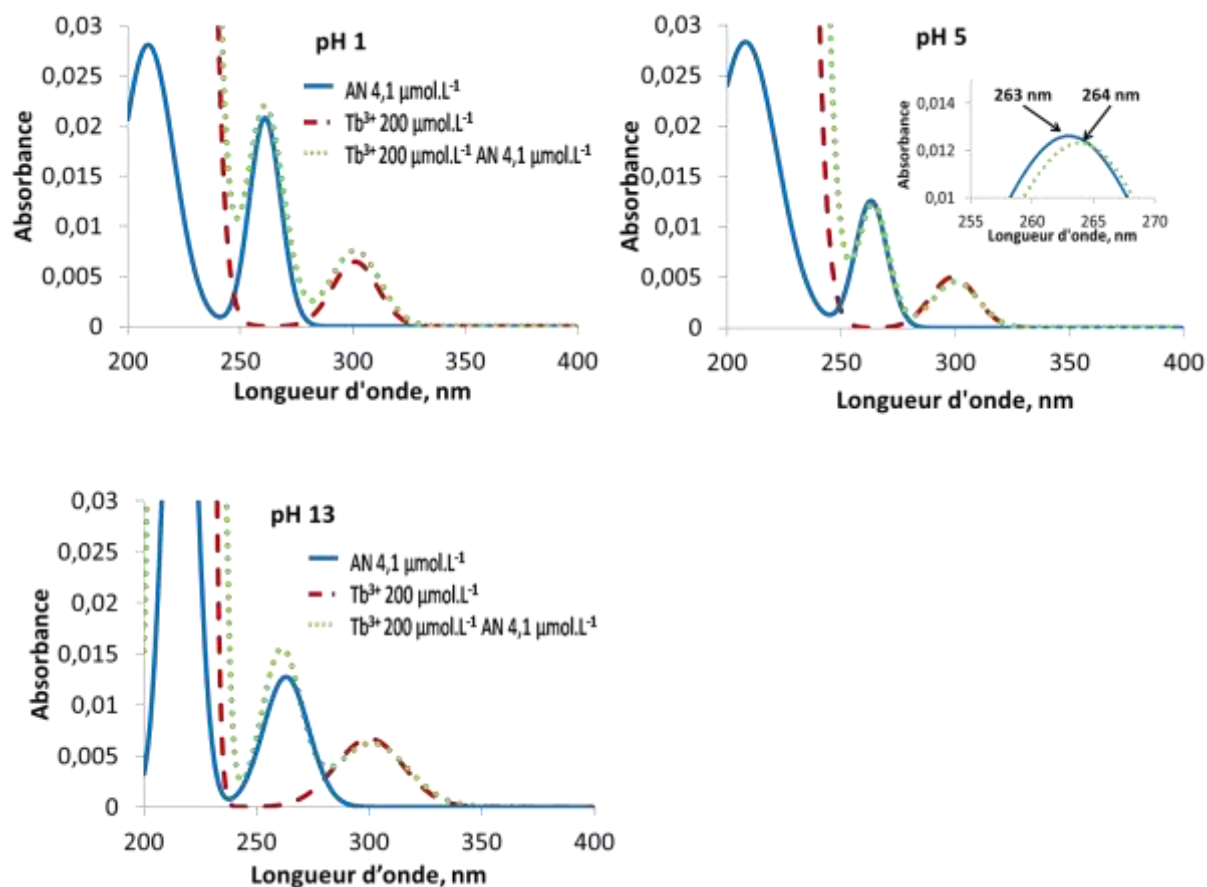 pH 1
0,03
0,025
0,02
0,015
0,01
0,005
0
Absorbance
AN 4,1 µmol.L⁻¹
Tb³⁺ 200 µmol.L⁻¹
Tb³⁺ 200 µmol.L⁻¹ AN 4,1 µmol.L⁻¹
200 250 300 350 400
Longueur d'onde, nm
pH 5
0,03
0,025
0,02
0,015
0,01
0,005
0
Absorbance
263 nm 264 nm
0,014
0,012
0,01
Absorbance
255 260 265 270
Longueur d'onde, nm
200 250 300 350 400
Longueur d'onde, nm
pH 13
0,03
0,025
0,02
0,015
0,01
0,005
0
Absorbance
AN 4,1 µmol.L⁻¹
Tb³⁺ 200 µmol.L⁻¹
Tb³⁺ 200 µmol.L⁻¹ AN 4,1 µmol.L⁻¹
200 250 300 350 400
Longueur d’onde, nm